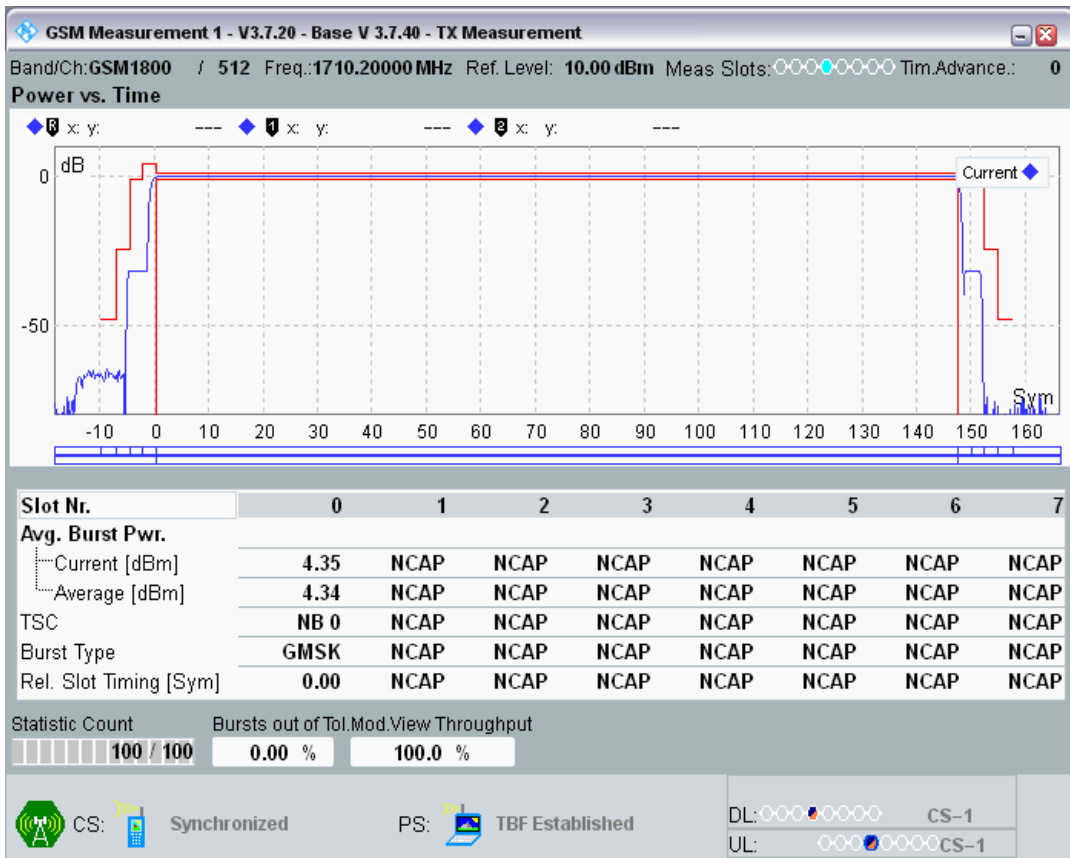 GSM Measurement 1 - V3.7.20 - Base V 3.7.40 - TX Measurement
Band/Ch:GSM1800 / 512 Freq.:1710.20000 MHz Ref. Level: 10.00 dBm Meas Slots: Tim.Advance.: 0
Power vs. Time
R x: y: --- 1 x: y: --- 2 x: y: ---
dB
Current
0
-50
Sym
-10 0 10 20 30 40 50 60 70 80 90 100 110 120 130 140 150 160
Slot Nr. 0 1 2 3 4 5 6 7
Avg. Burst Pwr.
Current [dBm] 4.35 NCAP NCAP NCAP NCAP NCAP NCAP NCAP
Average [dBm] 4.34 NCAP NCAP NCAP NCAP NCAP NCAP NCAP
TSC NB 0 NCAP NCAP NCAP NCAP NCAP NCAP NCAP
Burst Type GMSK NCAP NCAP NCAP NCAP NCAP NCAP NCAP
Rel. Slot Timing [Sym] 0.00 NCAP NCAP NCAP NCAP NCAP NCAP NCAP
Statistic Count Bursts out of Tol.Mod.View Throughput
100 / 100 0.00 % 100.0 %
CS: Synchronized PS: TBF Established
DL: CS-1
UL: CS-1